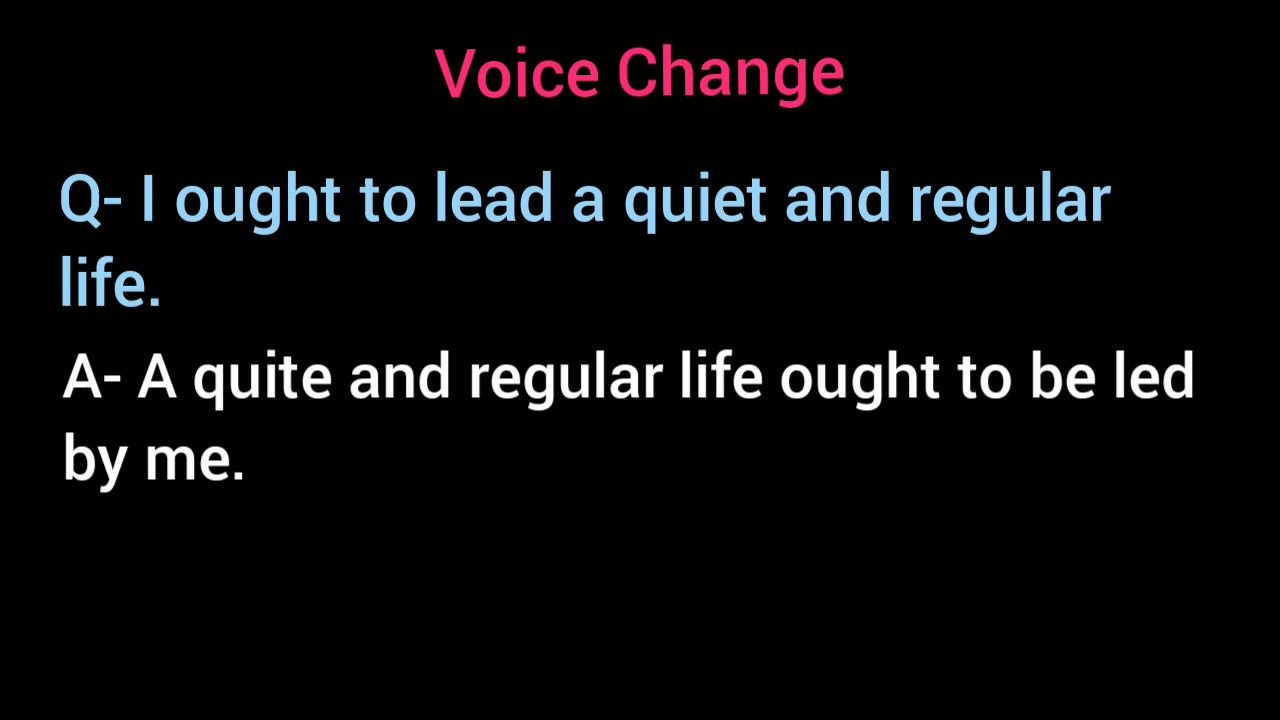 Voice Change
Q- I ought to lead a quiet and regular
life.
A- A quite and regular life ought to be led
by me.